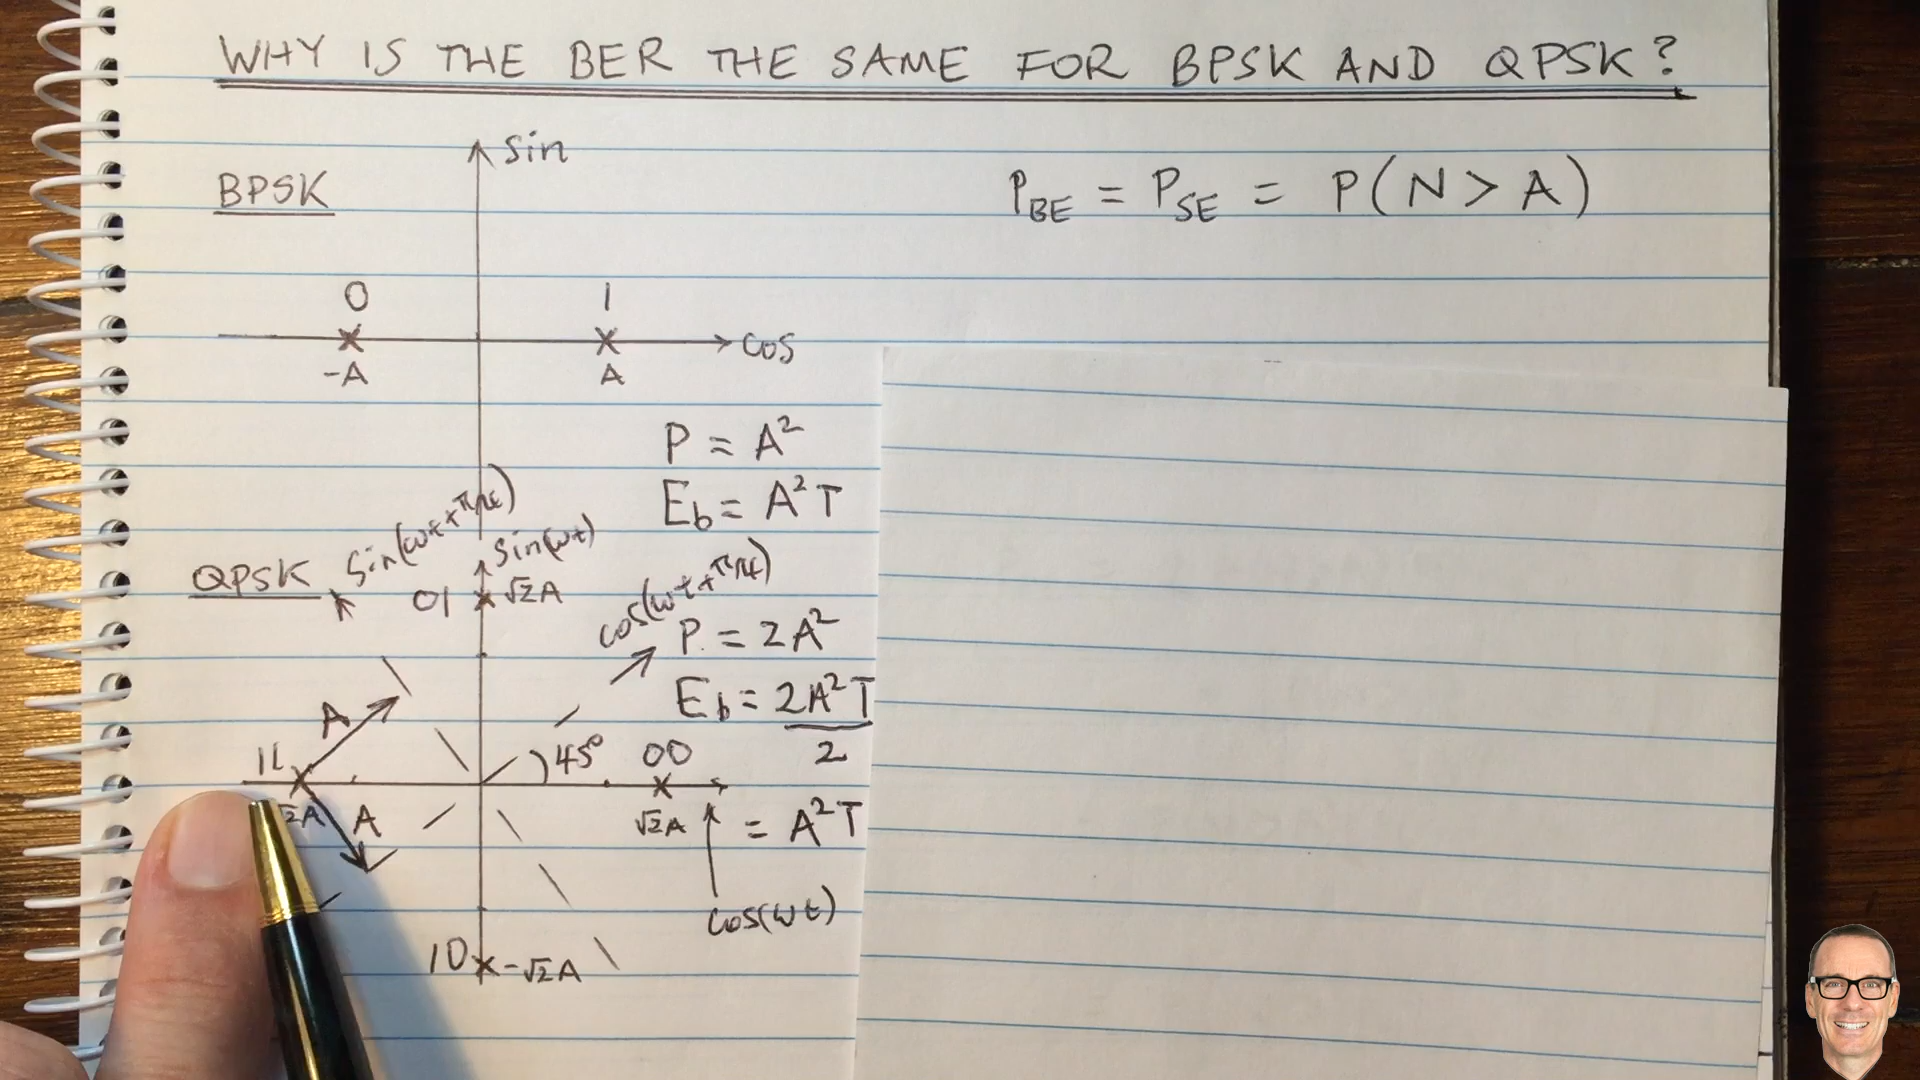 WHY IS THE BER THE SAME FOR BPSK AND QPSK?
sin
BPSK
P_BE = P_SE = P(N > A)
0
1
cos
-A
A
P = A²
E_b = A²T
QPSK
sin(ωt+π/4)
sin(ωt)
01
√2A
cos(ωt+π/4)
P = 2A²
E_b = 2A²T
2
= A²T
A
11
45°
00
√2A
A
√2A
cos(ωt)
10
-√2A